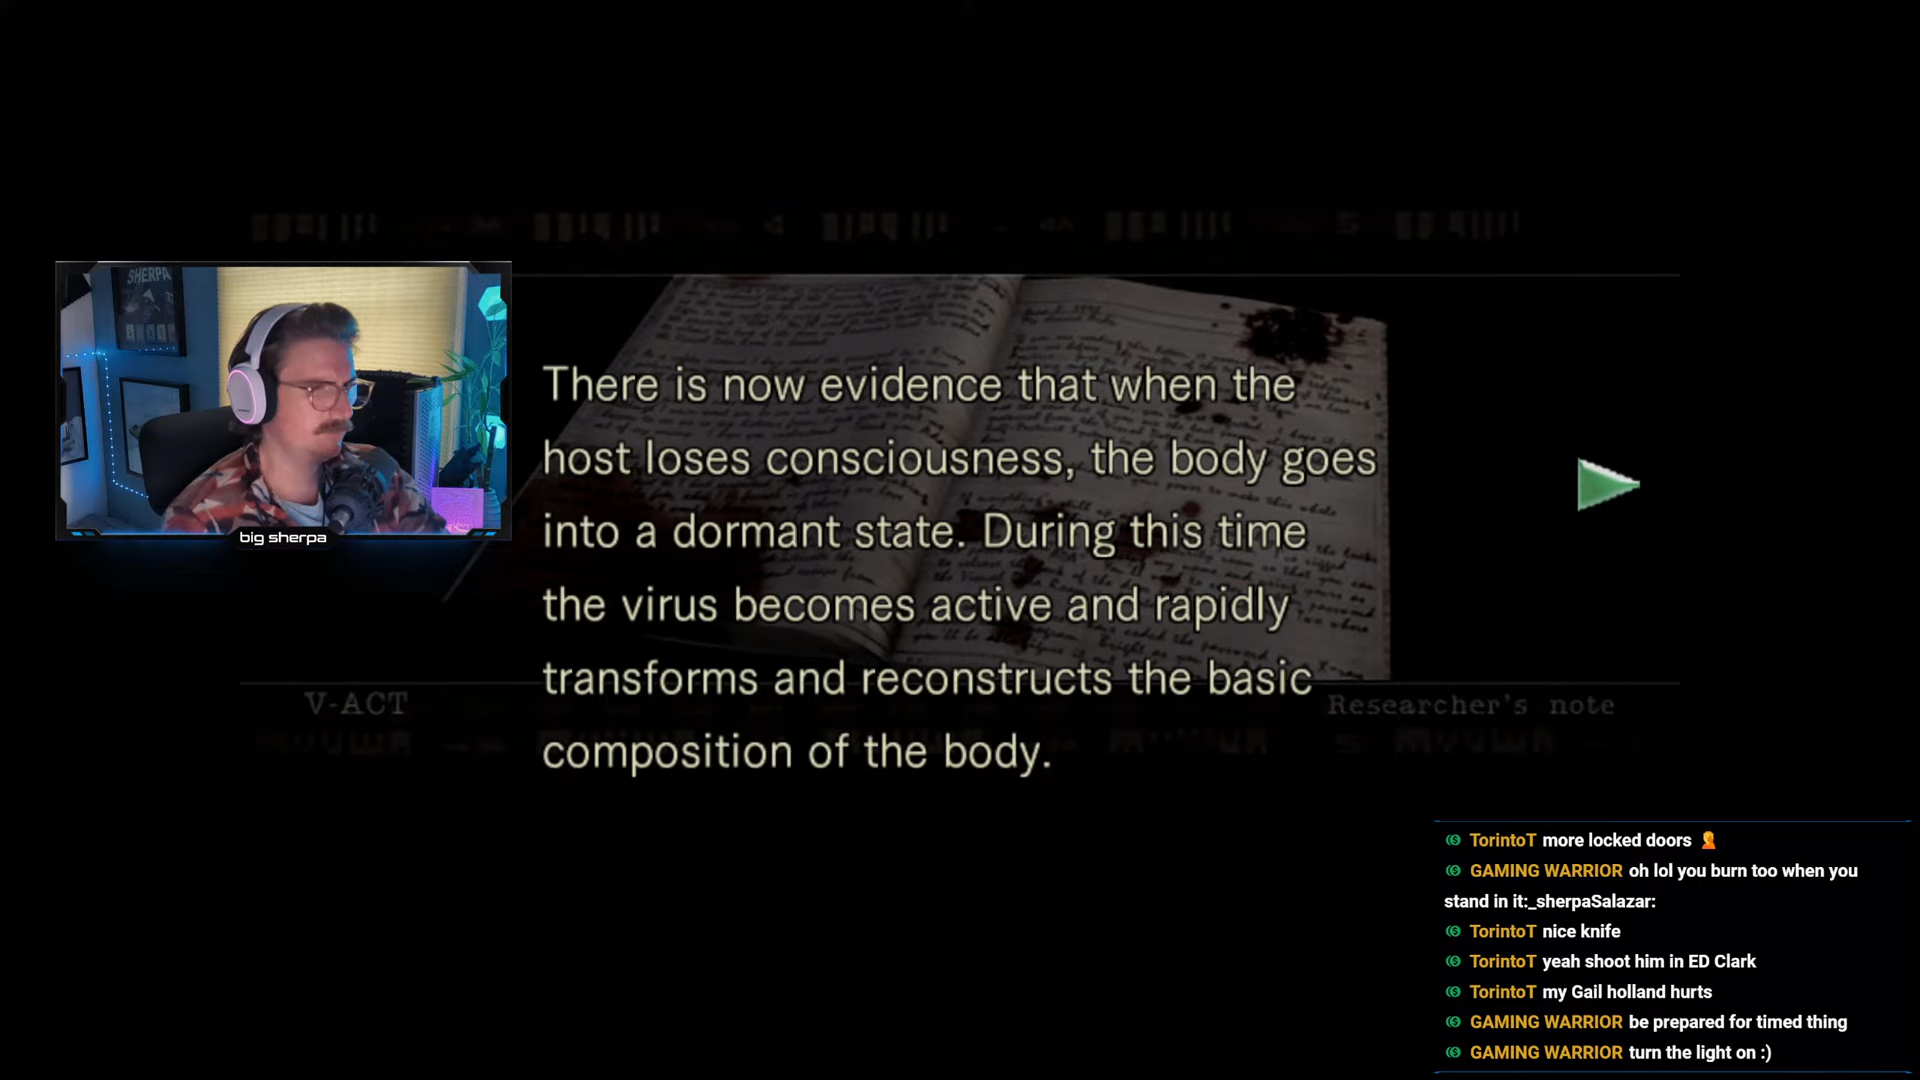 SHERPA
big sherpa
There is now evidence that when the
host loses consciousness, the body goes
into a dormant state. During this time
the virus becomes active and rapidly
transforms and reconstructs the basic
composition of the body.
V-ACT
Researcher's note
TorintoT more locked doors 🤦
GAMING WARRIOR oh lol you burn too when you
stand in it:_sherpaSalazar:
TorintoT nice knife
TorintoT yeah shoot him in ED Clark
TorintoT my Gail holland hurts
GAMING WARRIOR be prepared for timed thing
GAMING WARRIOR turn the light on :)